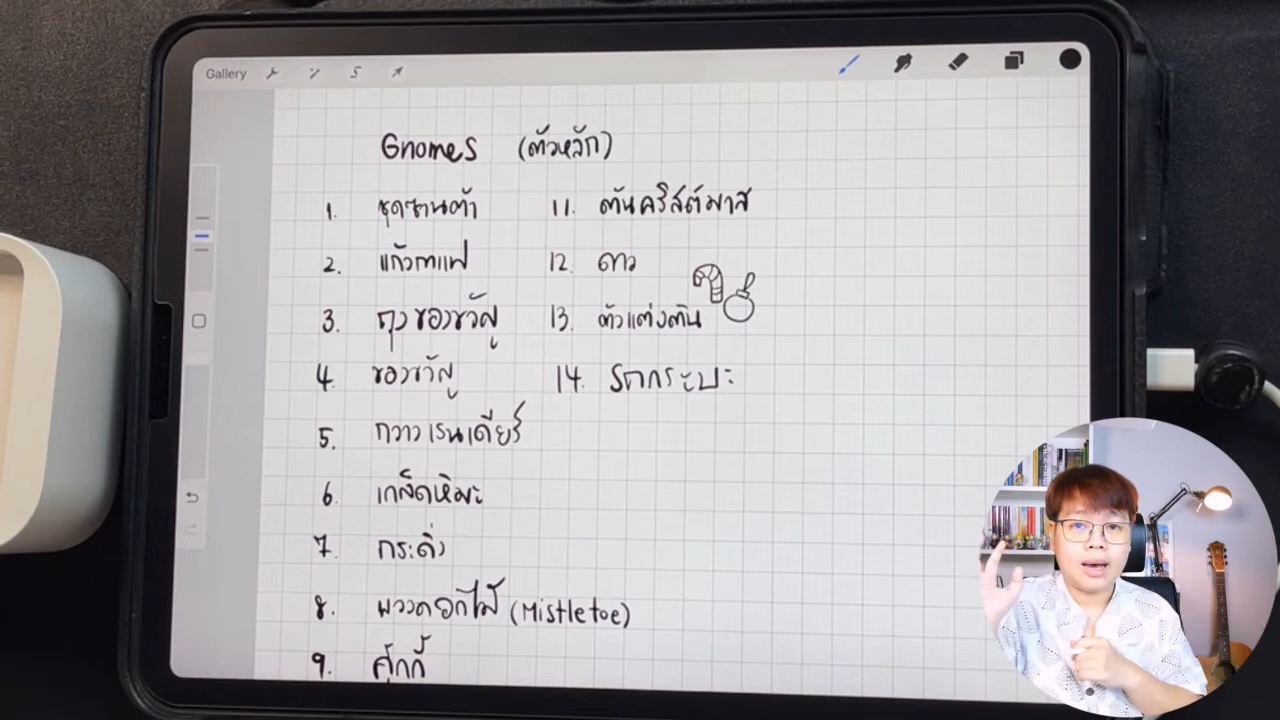 Gallery
Gnomes (ตัวหลัก)
1. ชุดซานต้า
2. แก้วกาแฟ
3. ถุงของขวัญ
4. ของขวัญ
5. กวางเรนเดียร์
6. เกล็ดหิมะ
7. กระดิ่ง
8. พวงดอกไม้ (Mistletoe)
9. คุ้กกี้
11. ต้นคริสต์มาส
12. ดาว
13. ตัวแต่งต้น
14. รถกระบะ